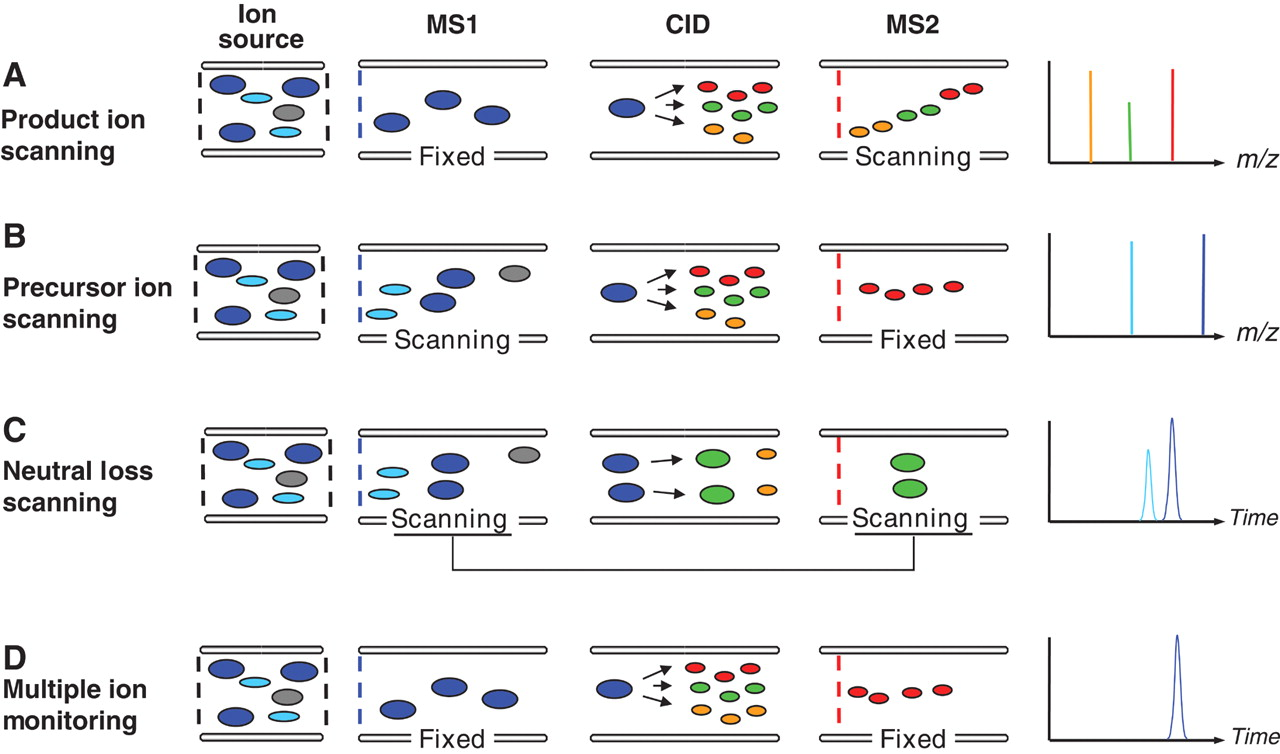 Ion
source
MS1
CID
MS2
A
Product ion
scanning
Fixed
Scanning
m/z
B
Precursor ion
scanning
Scanning
Fixed
m/z
C
Neutral loss
scanning
Scanning
Scanning
Time
D
Multiple ion
monitoring
Fixed
Fixed
Time